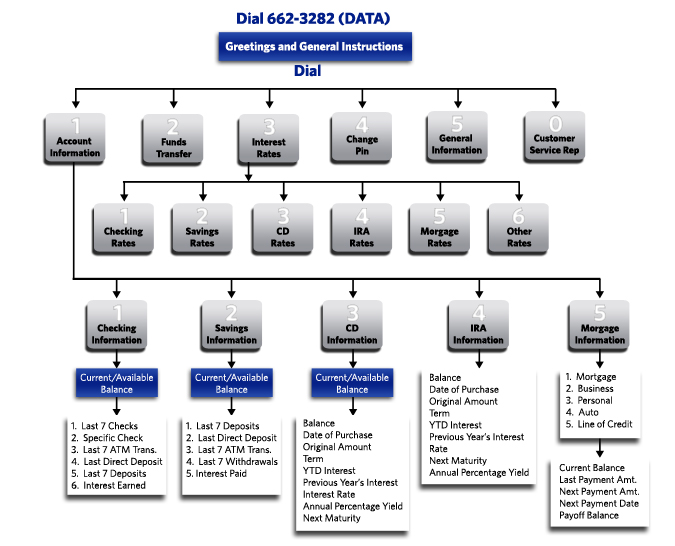 Dial 662-3282 (DATA)
Greetings and General Instructions
Dial
1
Account
Information
2
Funds
Transfer
3
Interest
Rates
4
Change
Pin
5
General
Information
0
Customer
Service Rep
1
Checking
Rates
2
Savings
Rates
3
CD
Rates
4
IRA
Rates
5
Morgage
Rates
6
Other
Rates
1
Checking
Information
2
Savings
Information
3
CD
Information
4
IRA
Information
5
Morgage
Information
Current/Available
Balance
Current/Available
Balance
Current/Available
Balance
1. Last 7 Checks
2. Specific Check
3. Last 7 ATM Trans.
4. Last Direct Deposit
5. Last 7 Deposits
6. Interest Earned
1. Last 7 Deposits
2. Last Direct Deposit
3. Last 7 ATM Trans.
4. Last 7 Withdrawals
5. Interest Paid
Balance
Date of Purchase
Original Amount
Term
YTD Interest
Previous Year's Interest
Interest Rate
Annual Percentage Yield
Next Maturity
Balance
Date of Purchase
Original Amount
Term
YTD Interest
Previous Year's Interest
Rate
Next Maturity
Annual Percentage Yield
1. Mortgage
2. Business
3. Personal
4. Auto
5. Line of Credit
Current Balance
Last Payment Amt.
Next Payment Amt.
Next Payment Date
Payoff Balance